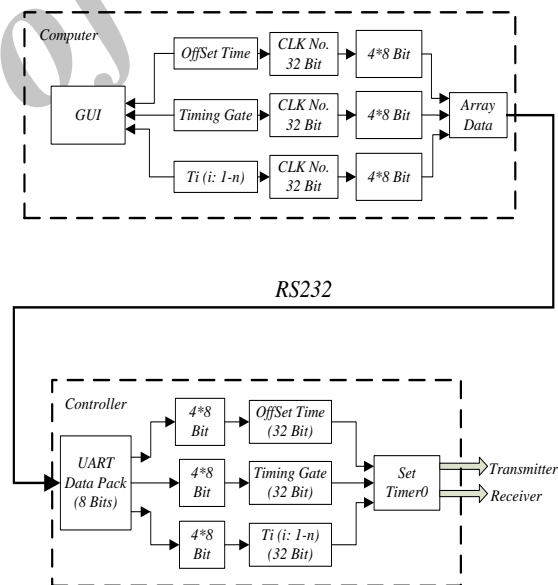 Computer
OffSet Time
CLK No.
32 Bit
4*8 Bit
GUI
Timing Gate
CLK No.
32 Bit
4*8 Bit
Array
Data
Ti (i: 1-n)
CLK No.
32 Bit
4*8 Bit
RS232
Controller
4*8
Bit
OffSet Time
(32 Bit)
UART
Data Pack
(8 Bits)
4*8
Bit
Timing Gate
(32 Bit)
Set
Timer0
Transmitter
Receiver
4*8
Bit
Ti (i: 1-n)
(32 Bit)